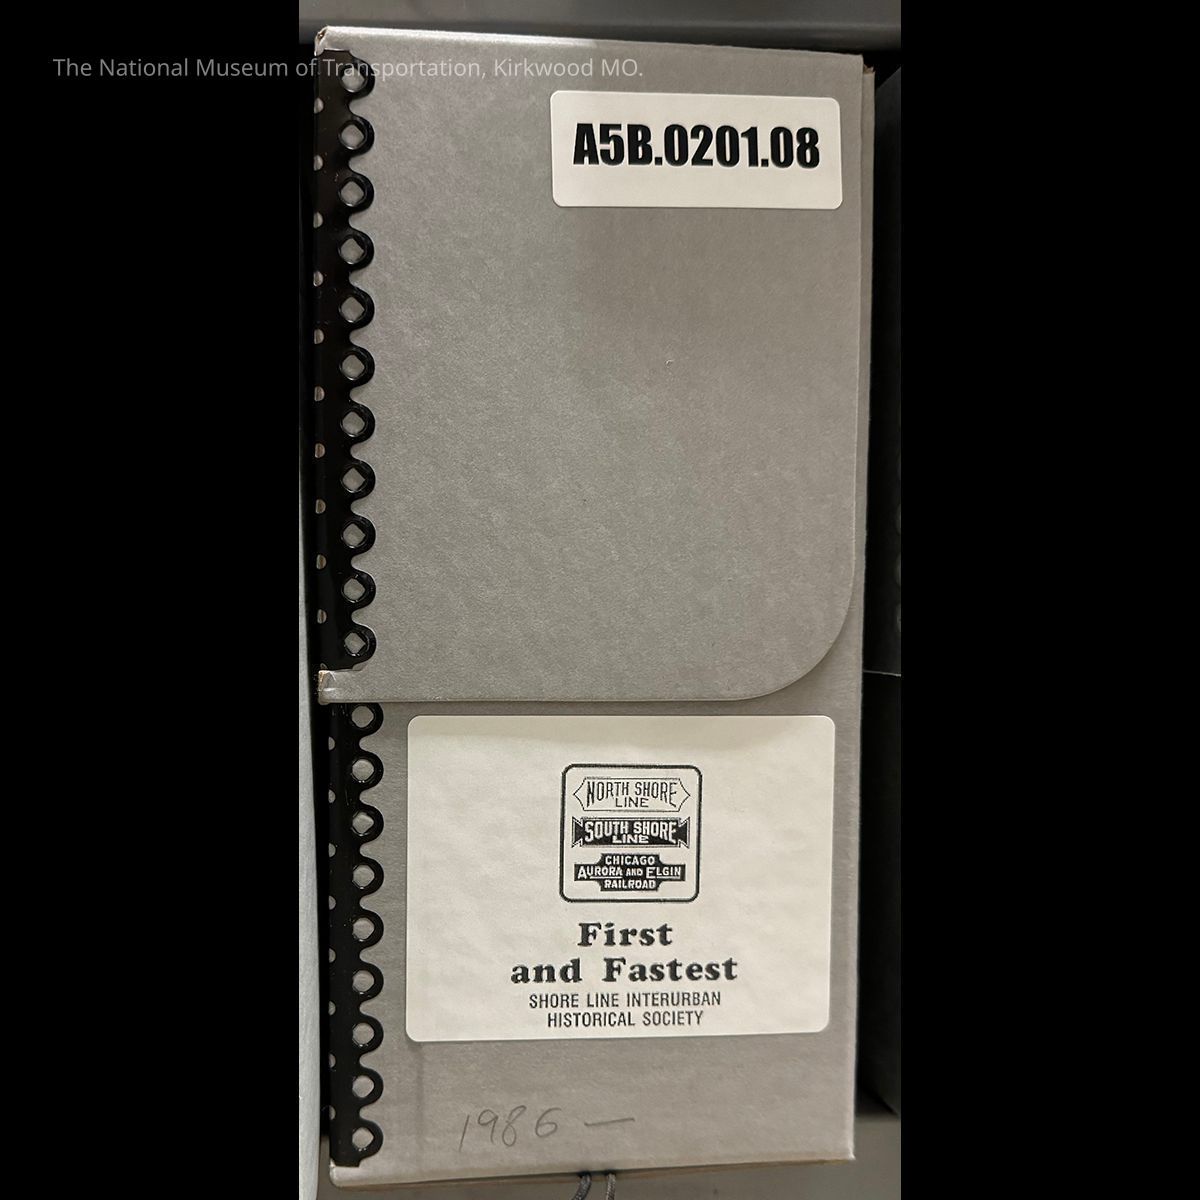 The National Museum of Transportation, Kirkwood MO.
A5B.0201.08
NORTH SHORE
LINE
SOUTH SHORE
LINE
CHICAGO
AURORA AND ELGIN
RAILROAD
First
and Fastest
SHORE LINE INTERURBAN
HISTORICAL SOCIETY
1986 —